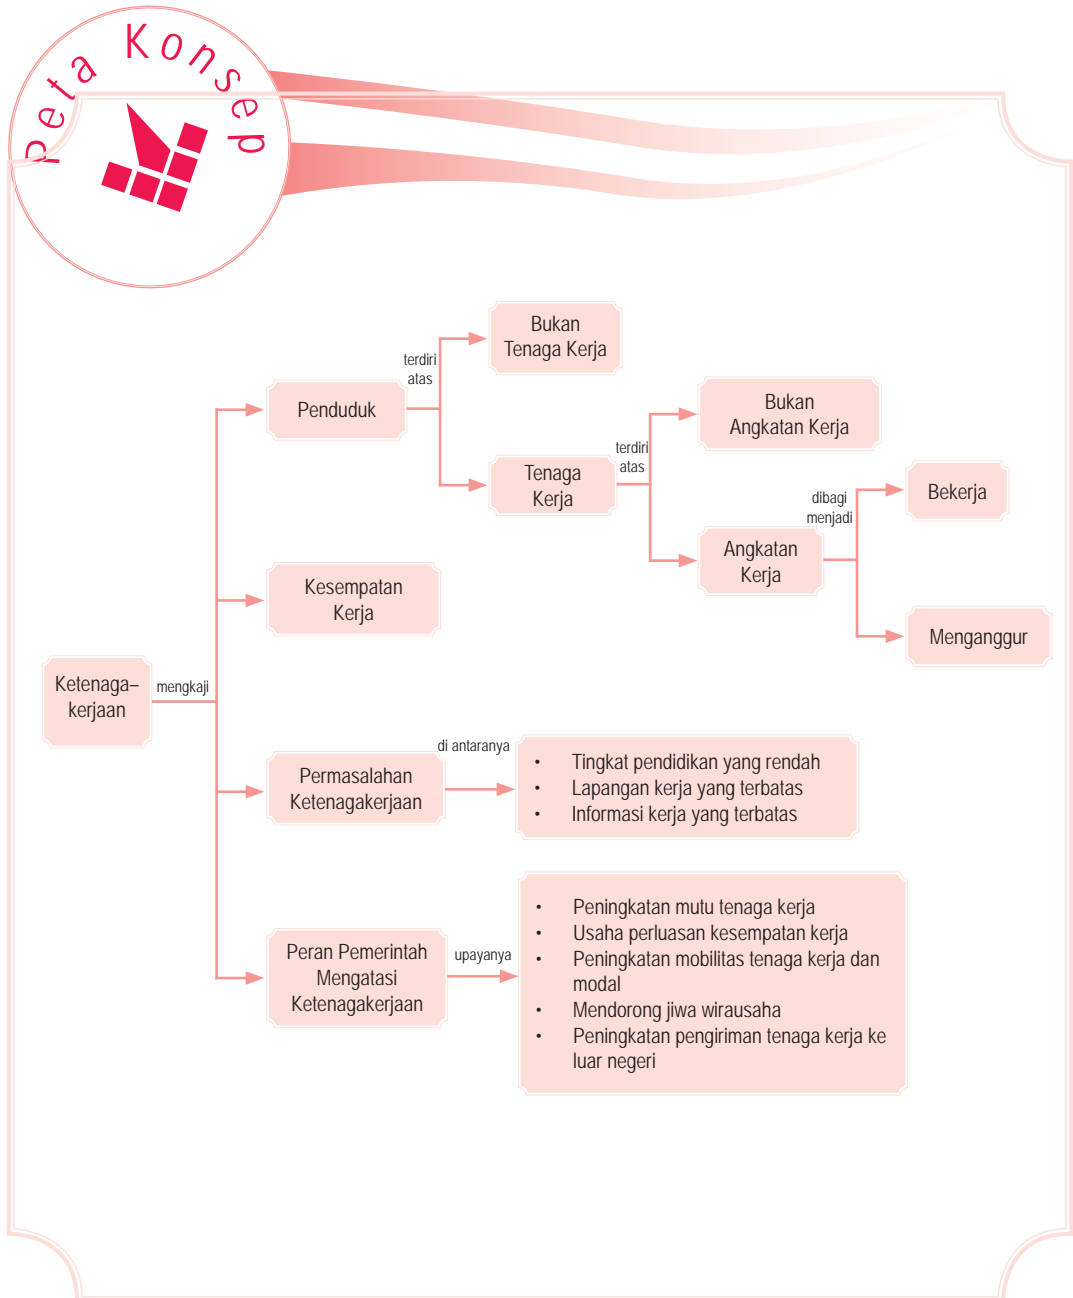 Peta Konsep
Bukan
Tenaga Kerja
terdiri
atas
Penduduk
Bukan
Angkatan Kerja
terdiri
atas
Tenaga
Kerja
Bekerja
dibagi
menjadi
Angkatan
Kerja
Menganggur
Kesempatan
Kerja
Ketenaga–
kerjaan
mengkaji
Permasalahan
Ketenagakerjaan
di antaranya
• Tingkat pendidikan yang rendah
• Lapangan kerja yang terbatas
• Informasi kerja yang terbatas
Peran Pemerintah
Mengatasi
Ketenagakerjaan
upayanya
• Peningkatan mutu tenaga kerja
• Usaha perluasan kesempatan kerja
• Peningkatan mobilitas tenaga kerja dan
modal
• Mendorong jiwa wirausaha
• Peningkatan pengiriman tenaga kerja ke
luar negeri